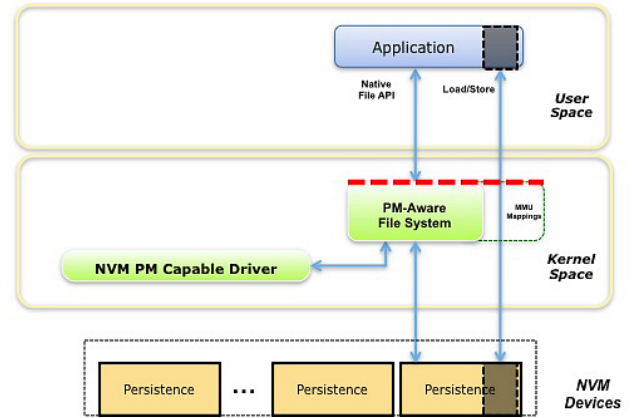 Application
Native
File API
Load/Store
User
Space
PM-Aware
File System
MMU
Mappings
NVM PM Capable Driver
Kernel
Space
Persistence
...
Persistence
Persistence
NVM
Devices